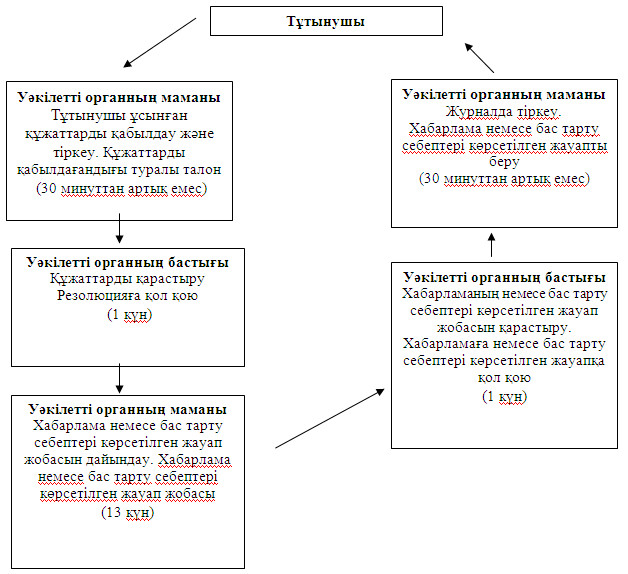 Тұтынушы
Уәкілетті органның маманы
Тұтынушы ұсынған
құжаттарды қабылдау және
тіркеу. Құжаттарды
қабылдағандығы туралы талон
(30 минуттан артық емес)
Уәкілетті органның бастығы
Құжаттарды қарастыру
Резолюцияға қол қою
(1 күн)
Уәкілетті органның маманы
Хабарлама немесе бас тарту
себептері көрсетілген жауап
жобасын дайындау. Хабарлама
немесе бас тарту себептері
көрсетілген жауап жобасы
(13 күн)
Уәкілетті органның бастығы
Хабарламаның немесе бас тарту
себептері көрсетілген жауап
жобасын қарастыру.
Хабарламаға немесе бас тарту
себептері көрсетілген жауапқа
қол қою
(1 күн)
Уәкілетті органның маманы
Журналда тіркеу.
Хабарлама немесе бас тарту
себептері көрсетілген жауапты
беру
(30 минуттан артық емес)